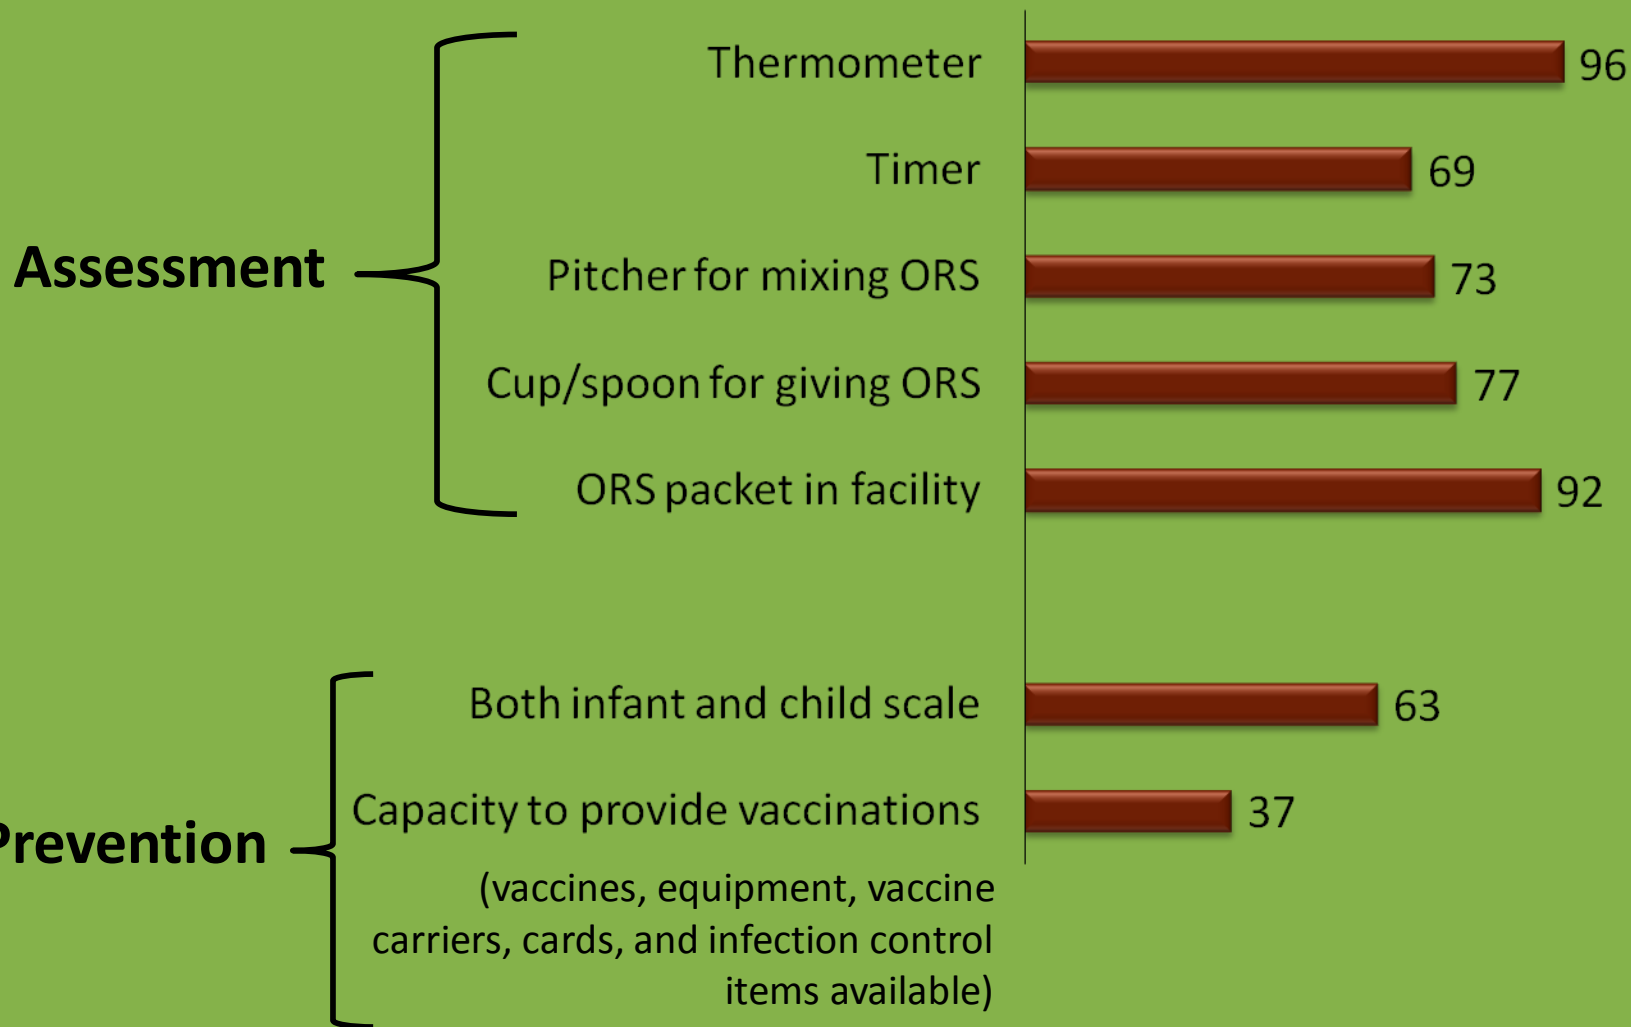 Thermometer 96
Timer 69
Assessment
Pitcher for mixing ORS 73
Cup/spoon for giving ORS 77
ORS packet in facility 92
Both infant and child scale 63
Capacity to provide vaccinations 37
Prevention
(vaccines, equipment, vaccine
carriers, cards, and infection control
items available)